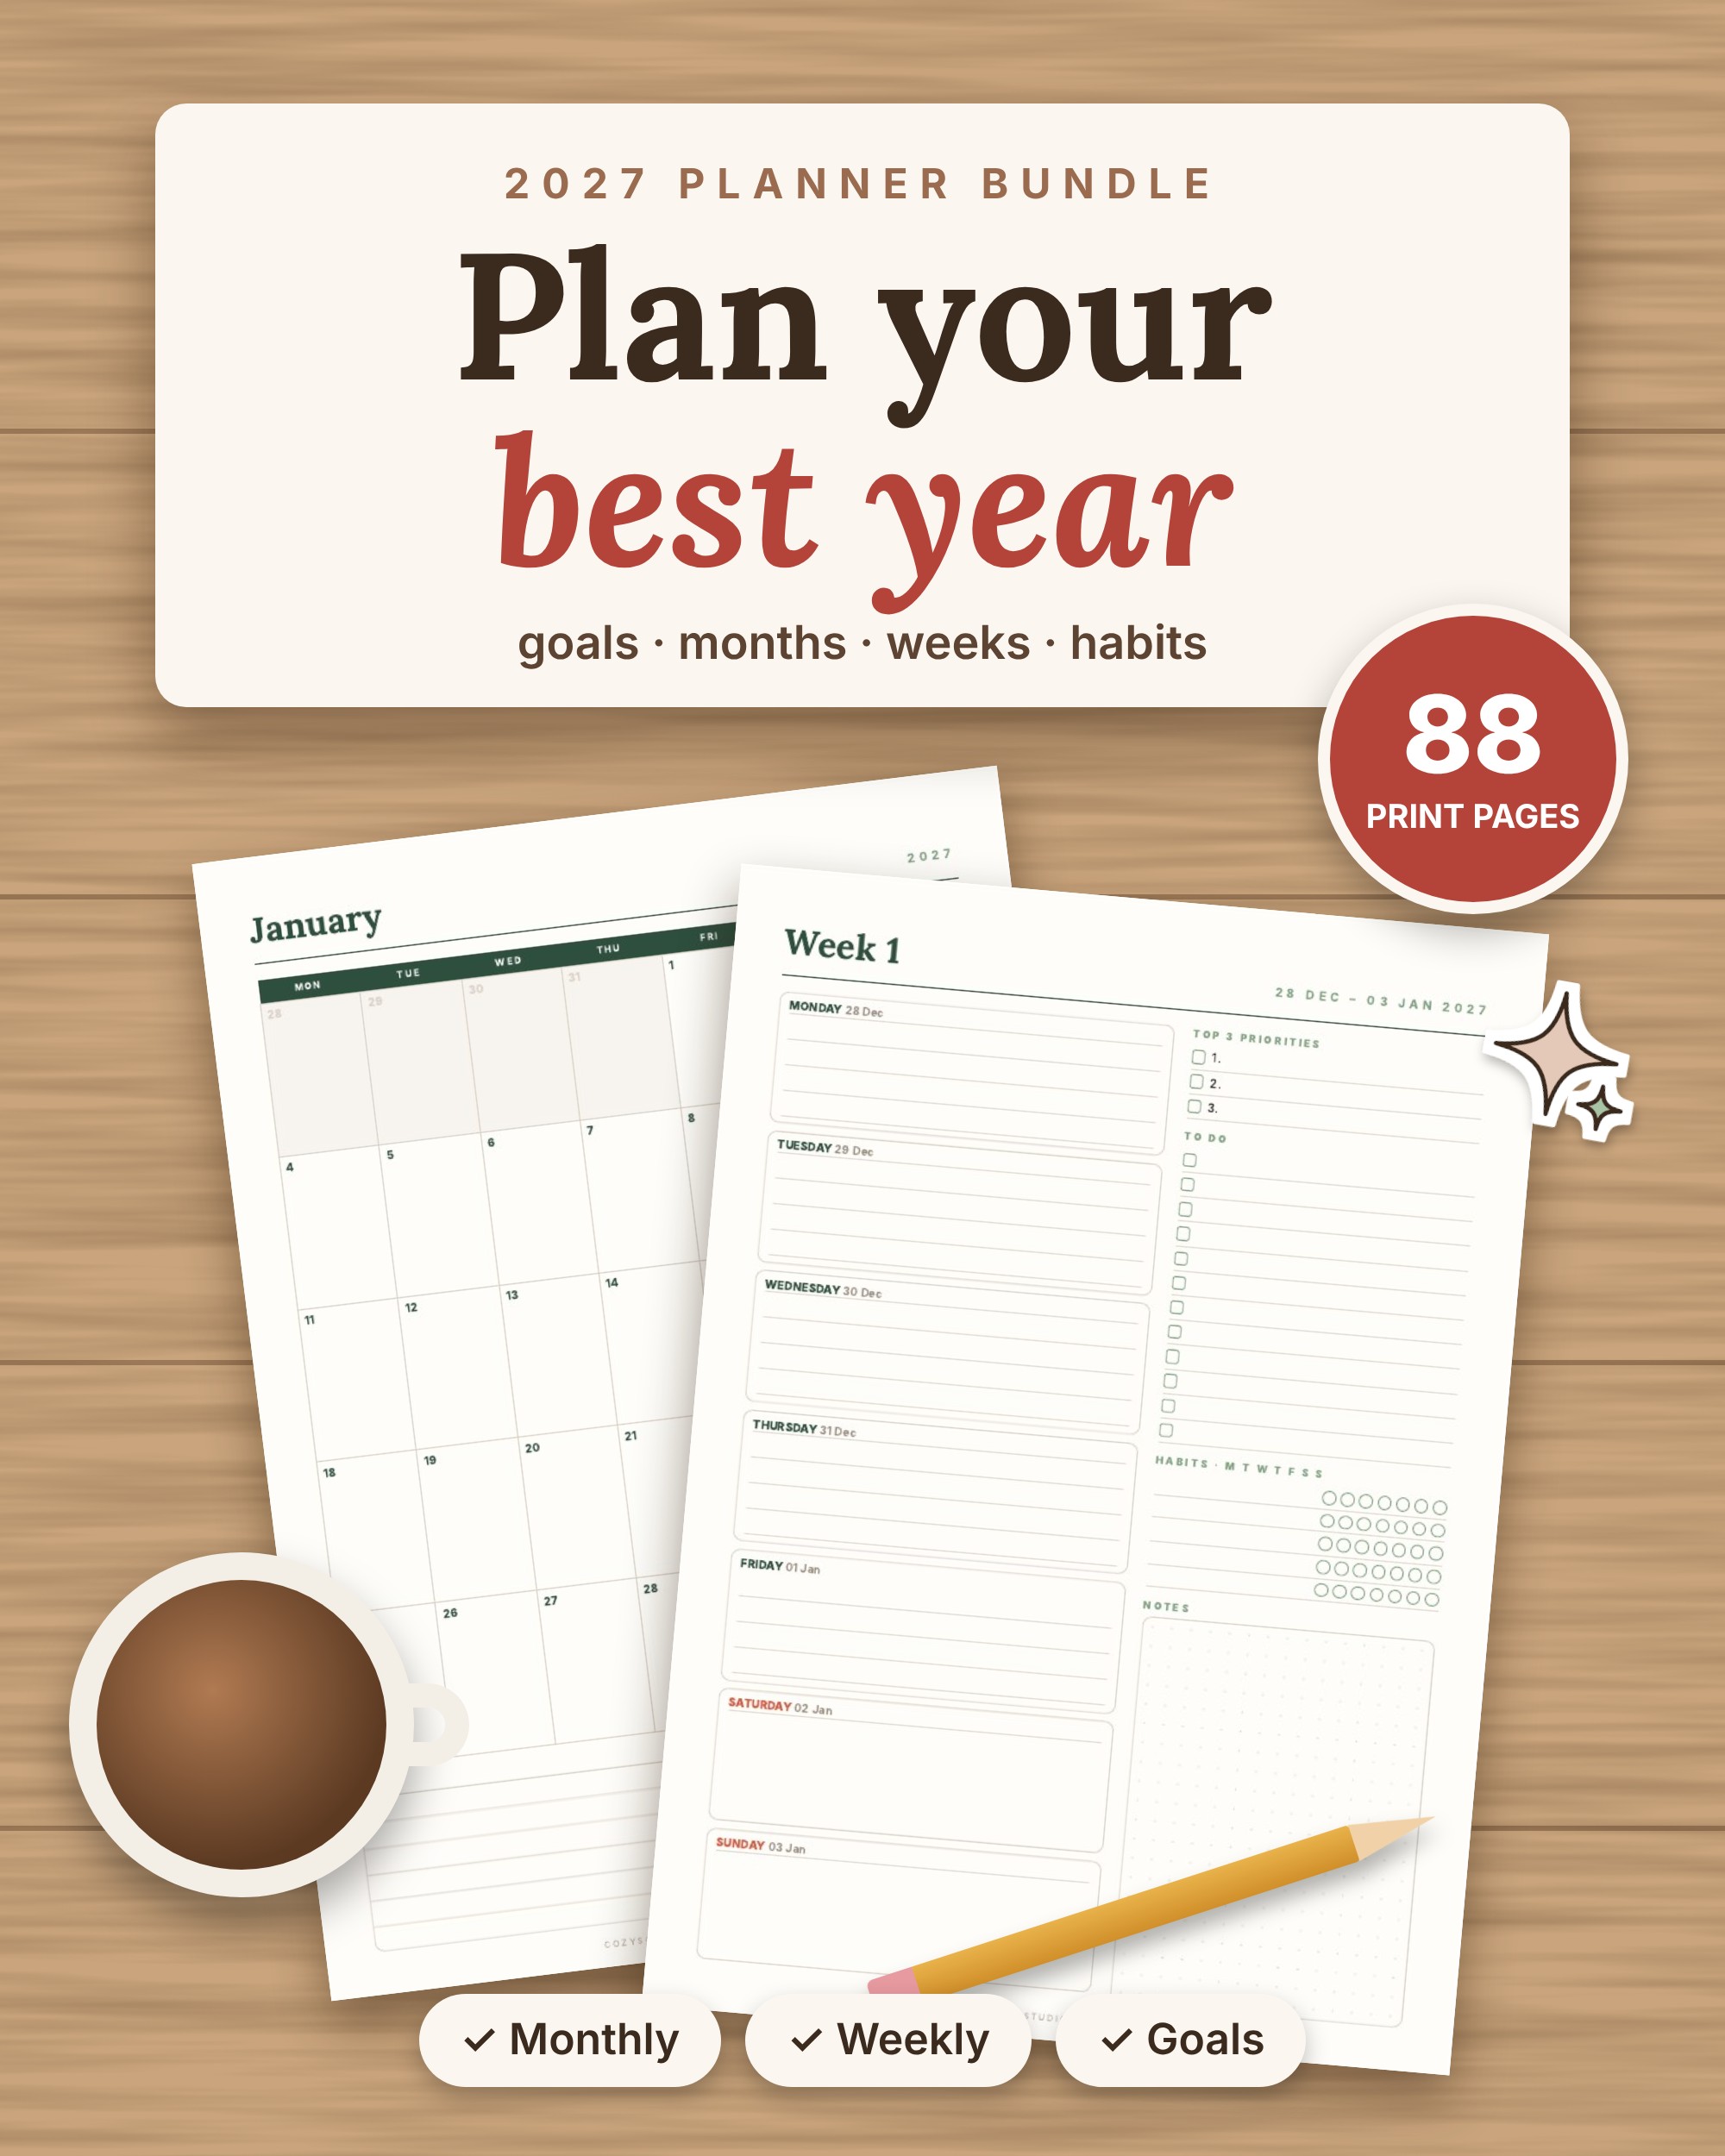 2027 PLANNER BUNDLE
Plan your
best year
goals · months · weeks · habits
88
PRINT PAGES
January
2027
MON TUE WED THU FRI
28 29 30 31 1
4 5 6 7 8
11 12 13 14
18 19 20 21
26 27 28
Week 1
28 DEC – 03 JAN 2027
MONDAY 28 Dec
TUESDAY 29 Dec
WEDNESDAY 30 Dec
THURSDAY 31 Dec
FRIDAY 01 Jan
SATURDAY 02 Jan
SUNDAY 03 Jan
TOP 3 PRIORITIES
1.
2.
3.
TO DO
HABITS · M T W T F S S
NOTES
✓ Monthly
✓ Weekly
✓ Goals